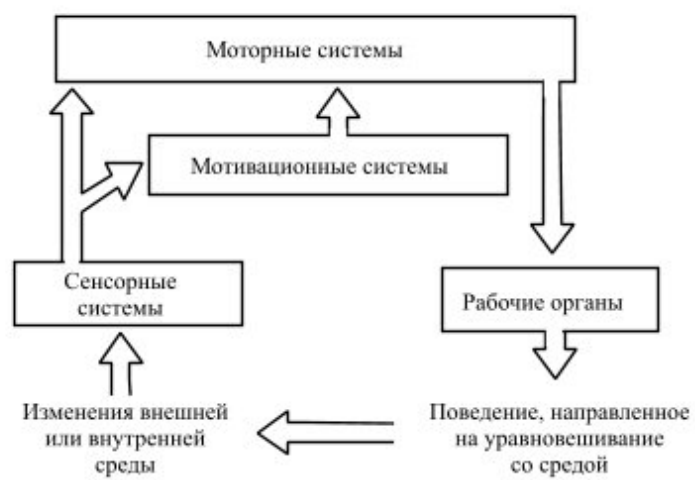 Моторные системы
Мотивационные системы
Сенсорные
системы
Рабочие органы
Изменения внешней
или внутренней
среды
Поведение, направленное
на уравновешивание
со средой